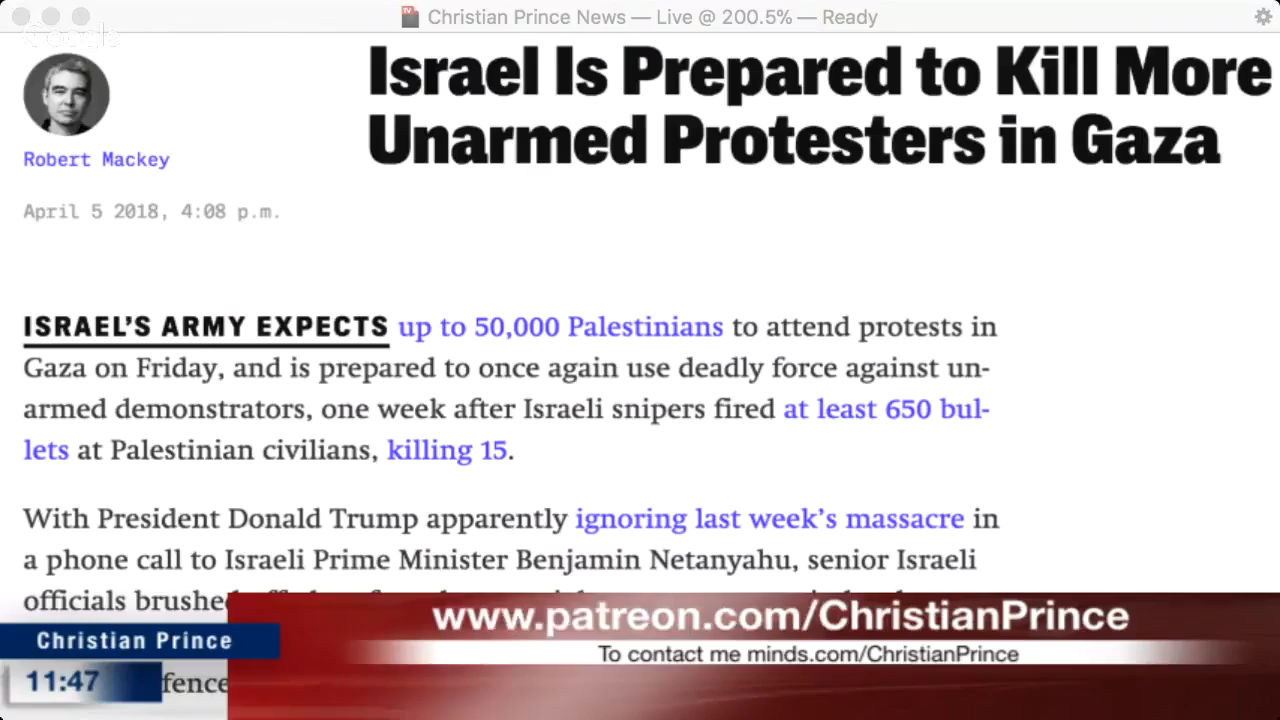 Christian Prince News — Live @ 200.5% — Ready
Israel Is Prepared to Kill More
Unarmed Protesters in Gaza
Robert Mackey
April 5 2018, 4:08 p.m.
ISRAEL'S ARMY EXPECTS up to 50,000 Palestinians to attend protests in
Gaza on Friday, and is prepared to once again use deadly force against un-
armed demonstrators, one week after Israeli snipers fired at least 650 bul-
lets at Palestinian civilians, killing 15.
With President Donald Trump apparently ignoring last week's massacre in
a phone call to Israeli Prime Minister Benjamin Netanyahu, senior Israeli
officials brushed
www.patreon.com/ChristianPrince
Christian Prince
To contact me minds.com/ChristianPrince
11:47
fence